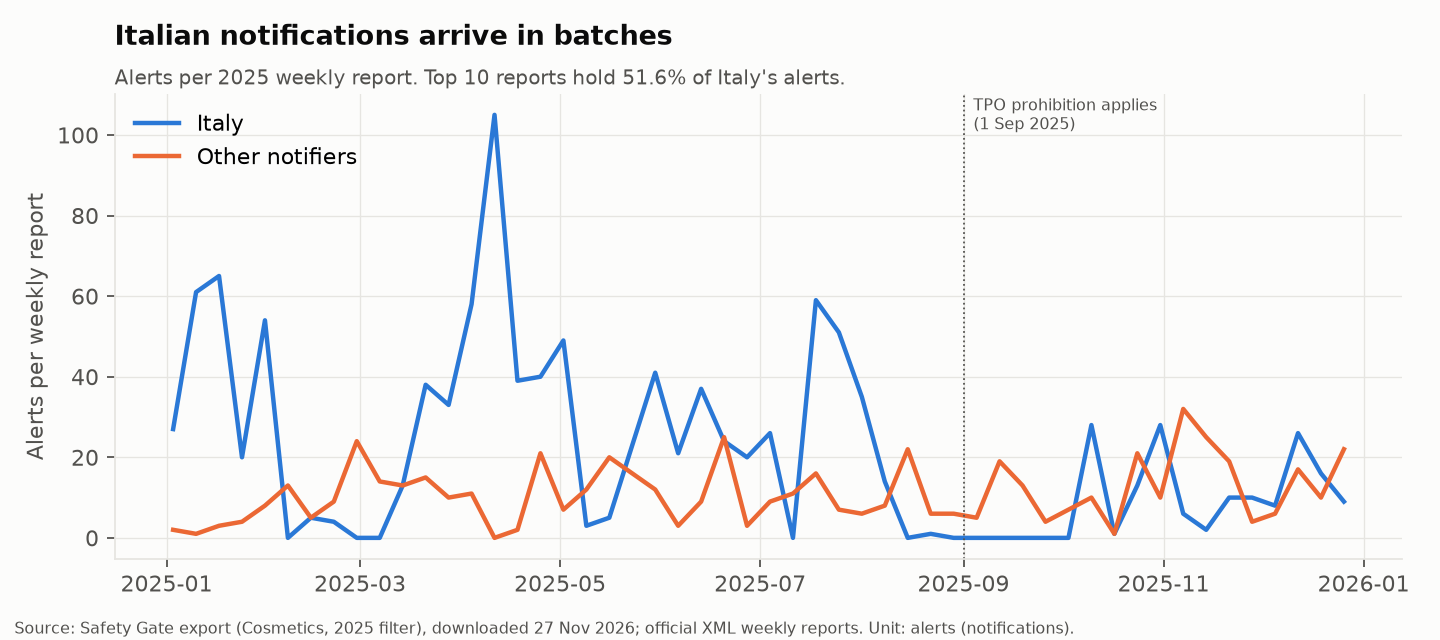 Italian notifications arrive in batches
Alerts per 2025 weekly report. Top 10 reports hold 51.6% of Italy's alerts.
Italy
Other notifiers
TPO prohibition applies
(1 Sep 2025)
Alerts per weekly report
100
80
60
40
20
0
2025-01
2025-03
2025-05
2025-07
2025-09
2025-11
2026-01
Source: Safety Gate export (Cosmetics, 2025 filter), downloaded 27 Nov 2026; official XML weekly reports. Unit: alerts (notifications).